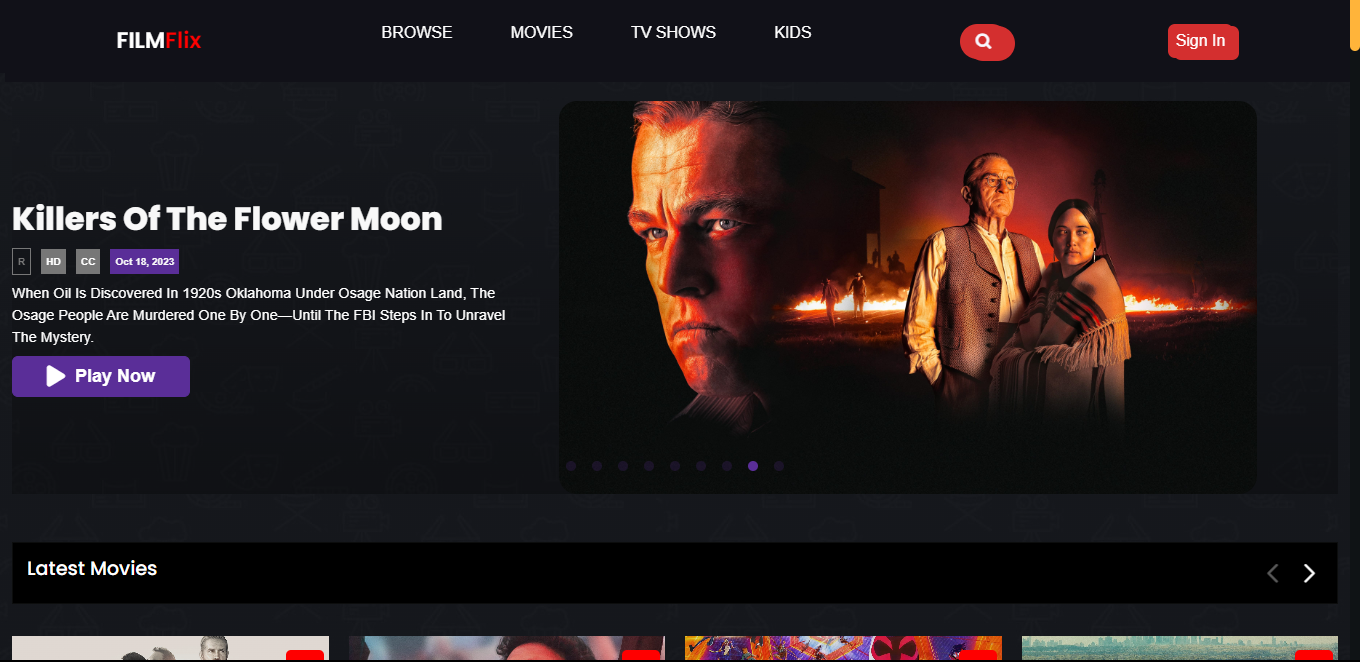 FILMFlix
BROWSE
MOVIES
TV SHOWS
KIDS
Sign In
Killers Of The Flower Moon
R
HD
CC
Oct 18, 2023
When Oil Is Discovered In 1920s Oklahoma Under Osage Nation Land, The
Osage People Are Murdered One By One—Until The FBI Steps In To Unravel
The Mystery.
Play Now
Latest Movies